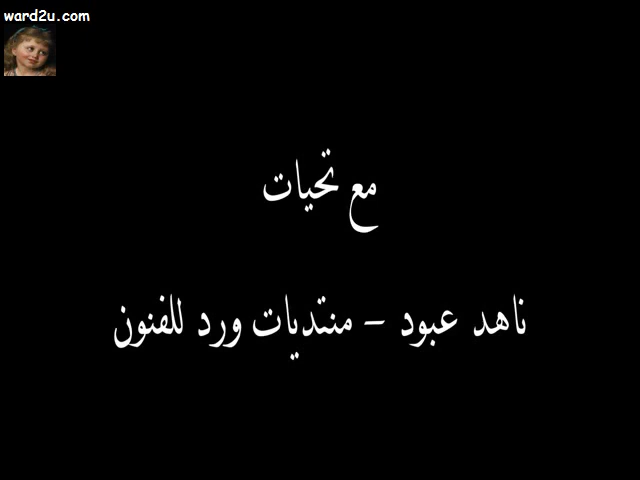 ward2u.com
مع تحيات
ناهد عبود - منتديات ورد للفنون